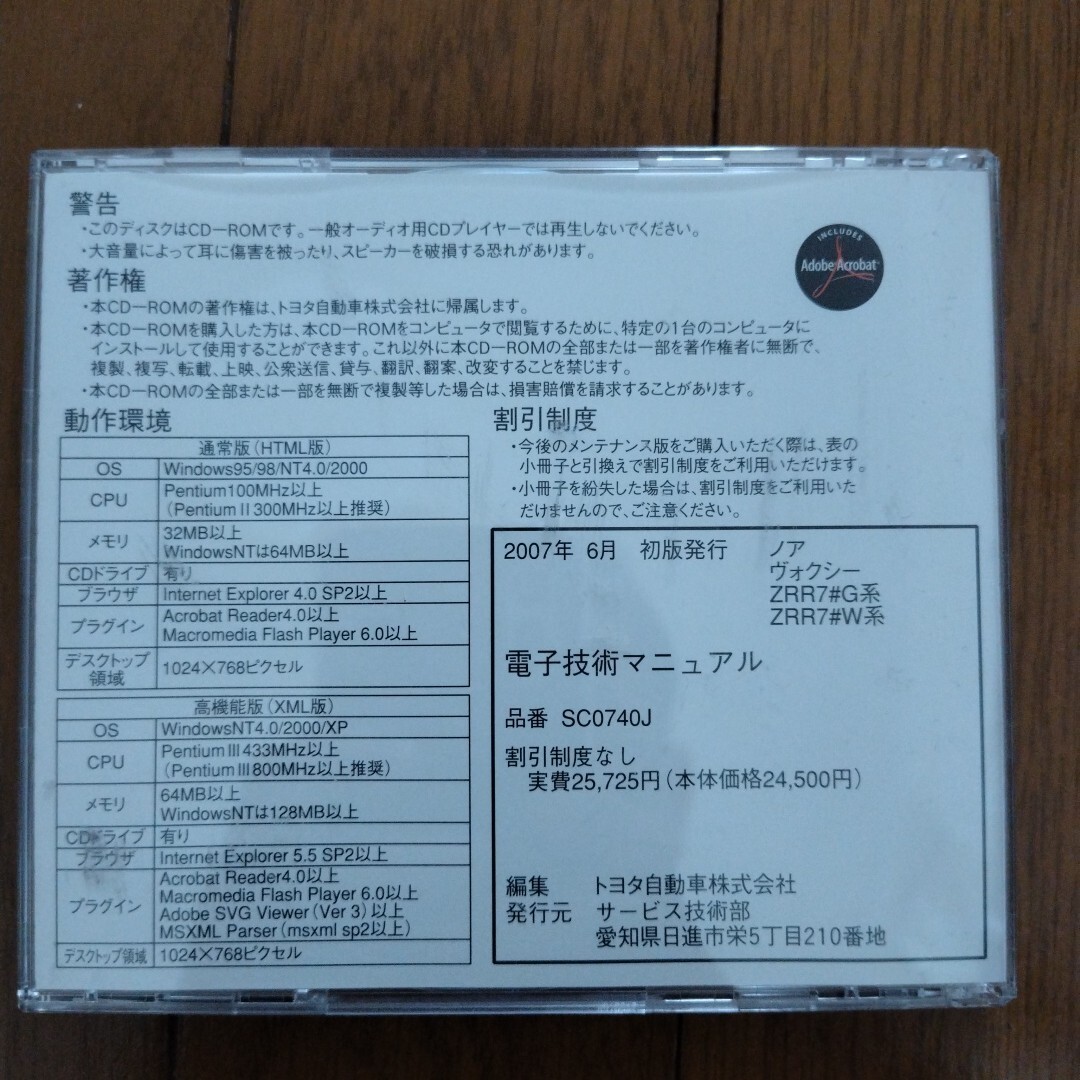 警告
・このディスクはCD－ROMです。一般オーディオ用CDプレイヤーでは再生しないでください。
・大音量によって耳に傷害を被ったり、スピーカーを破損する恐れがあります。
INCLUDES
Adobe Acrobat
著作権
・本CD－ROMの著作権は、トヨタ自動車株式会社に帰属します。
・本CD－ROMを購入した方は、本CD－ROMをコンピュータで閲覧するために、特定の1台のコンピュータに
インストールして使用することができます。これ以外に本CD－ROMの全部または一部を著作権者に無断で、
複製、複写、転載、上映、公衆送信、貸与、翻訳、翻案、改変することを禁じます。
・本CD－ROMの全部または一部を無断で複製等した場合は、損害賠償を請求することがあります。
動作環境
通常版（HTML版）
OS Windows95/98/NT4.0/2000
CPU Pentium100MHz以上
（PentiumⅡ300MHz以上推奨）
メモリ 32MB以上
WindowsNTは64MB以上
CDドライブ 有り
ブラウザ Internet Explorer 4.0 SP2以上
プラグイン Acrobat Reader4.0以上
Macromedia Flash Player 6.0以上
デスクトップ
領域 1024×768ピクセル
高機能版（XML版）
OS WindowsNT4.0/2000/XP
CPU PentiumⅢ433MHz以上
（PentiumⅢ800MHz以上推奨）
メモリ 64MB以上
WindowsNTは128MB以上
CDドライブ 有り
ブラウザ Internet Explorer 5.5 SP2以上
プラグイン Acrobat Reader4.0以上
Macromedia Flash Player 6.0以上
Adobe SVG Viewer（Ver 3）以上
MSXML Parser（msxml sp2以上）
デスクトップ領域 1024×768ピクセル
割引制度
・今後のメンテナンス版をご購入いただく際は、表の
小冊子と引換えで割引制度をご利用いただけます。
・小冊子を紛失した場合は、割引制度をご利用いた
だけませんので、ご注意ください。
2007年 6月 初版発行 ノア
ヴォクシー
ZRR7#G系
ZRR7#W系
電子技術マニュアル
品番 SC0740J
割引制度なし
実費25,725円（本体価格24,500円）
編集 トヨタ自動車株式会社
発行元 サービス技術部
愛知県日進市栄5丁目210番地